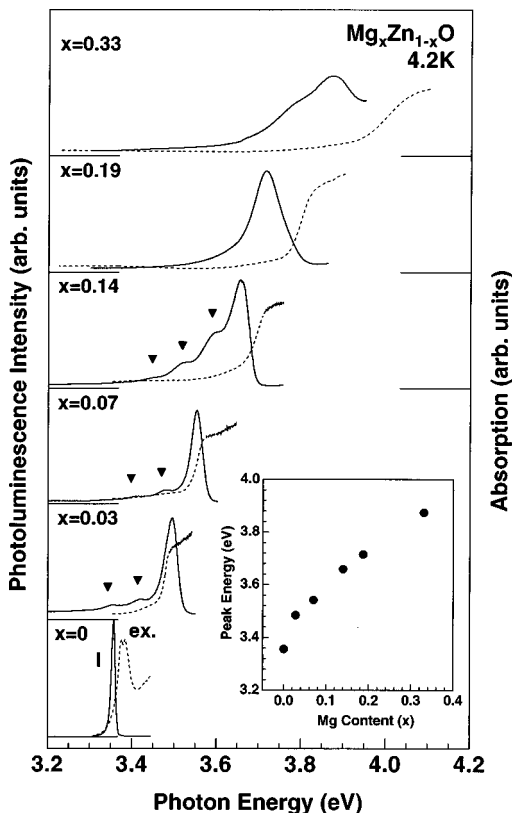 MgxZn1-xO
4.2K
x=0.33
x=0.19
x=0.14
x=0.07
x=0.03
x=0
I
ex.
Photoluminescence Intensity (arb. units)
Absorption (arb. units)
4.0
3.8
3.6
3.4
3.2
Peak Energy (eV)
0.0 0.1 0.2 0.3 0.4
Mg Content (x)
3.2 3.4 3.6 3.8 4.0 4.2
Photon Energy (eV)